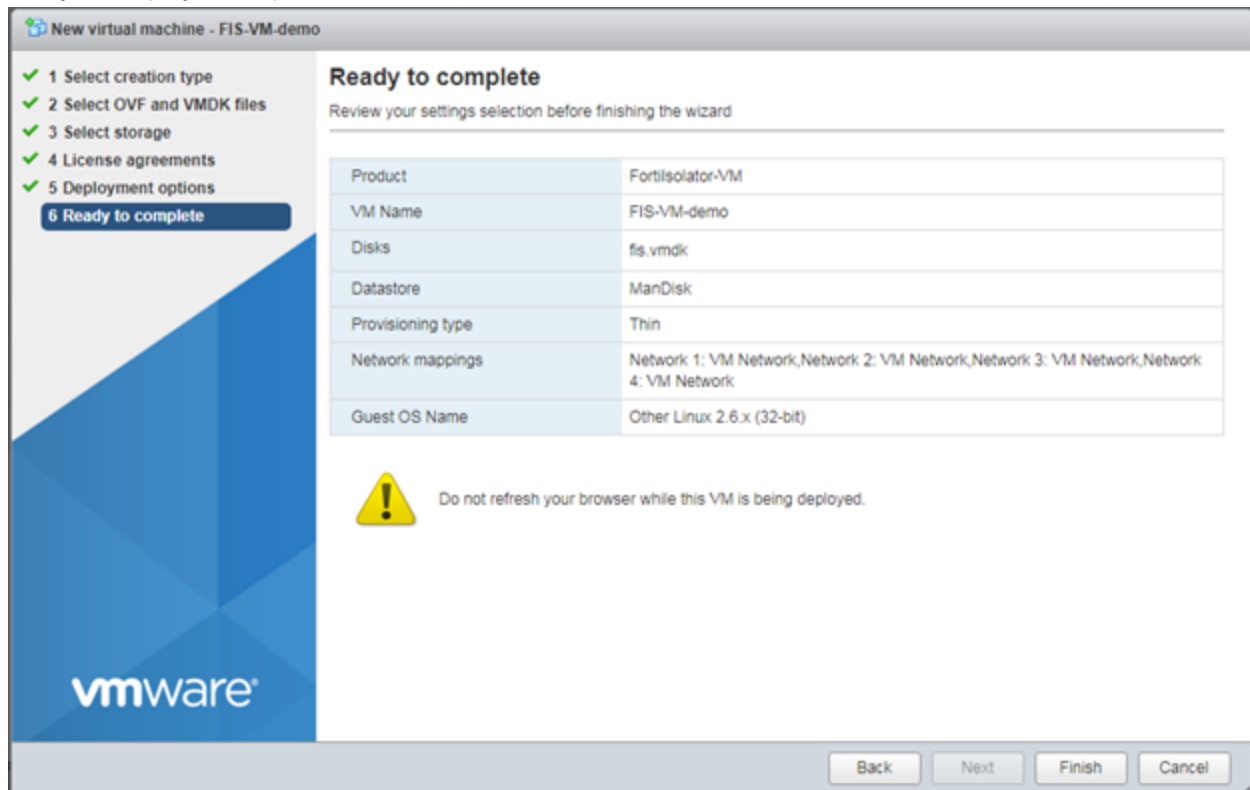 New virtual machine - FIS-VM-demo
1 Select creation type
2 Select OVF and VMDK files
3 Select storage
4 License agreements
5 Deployment options
6 Ready to complete
Ready to complete
Review your settings selection before finishing the wizard
Product FortiIsolator-VM
VM Name FIS-VM-demo
Disks fis.vmdk
Datastore ManDisk
Provisioning type Thin
Network mappings Network 1: VM Network,Network 2: VM Network,Network 3: VM Network,Network
4: VM Network
Guest OS Name Other Linux 2.6.x (32-bit)
Do not refresh your browser while this VM is being deployed.
vmware
Back Next Finish Cancel